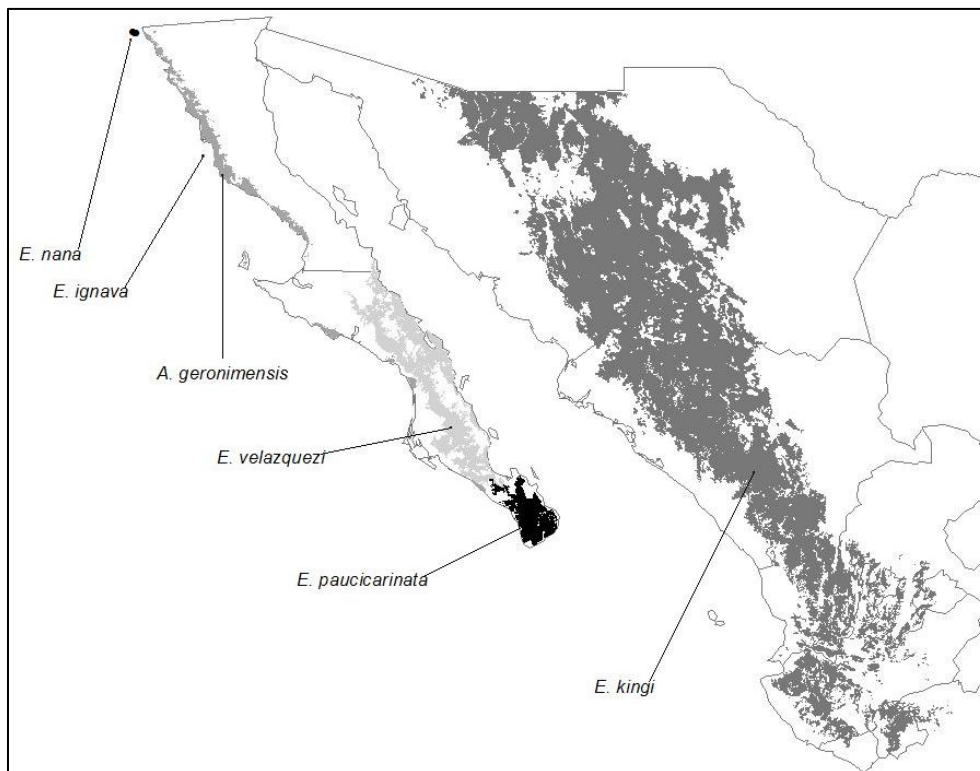 E. nana
E. ignava
A. geronimensis
E. velazquezi
E. paucicarinata
E. kingi